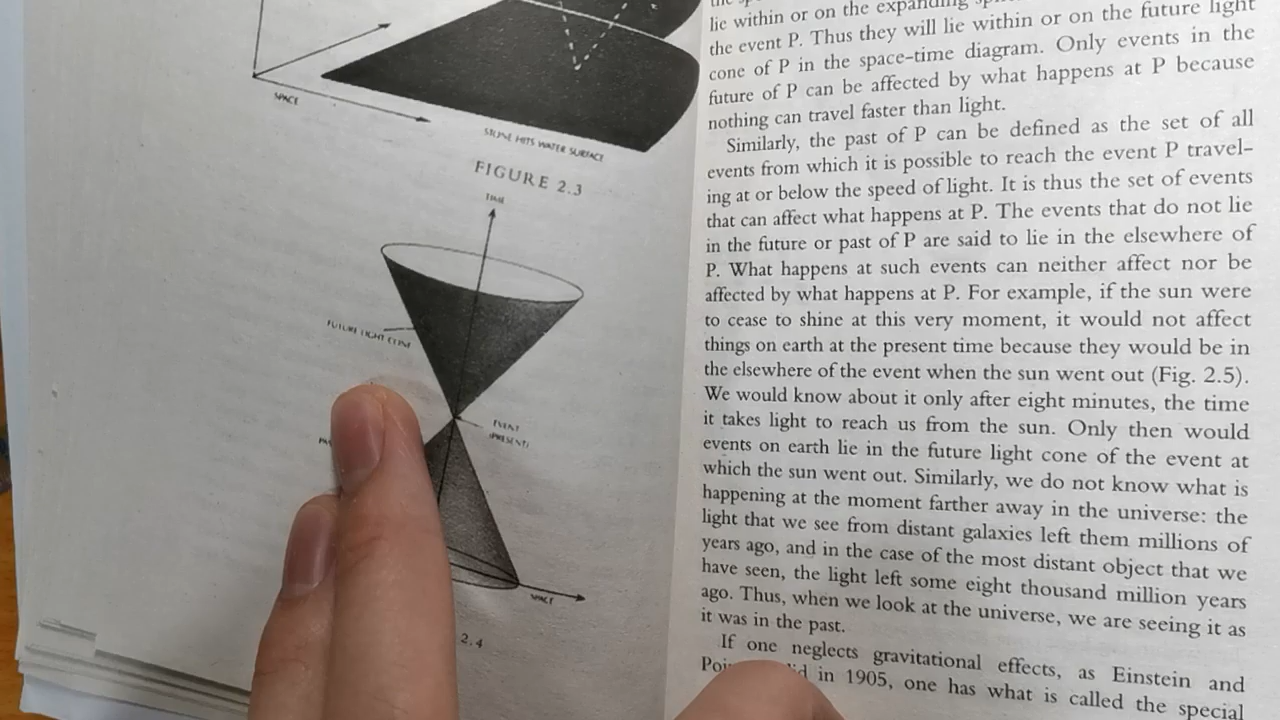 SPACE
STONE HITS WATER SURFACE
FIGURE 2.3
TIME
FUTURE LIGHT CONE
EVENT
(PRESENT)
SPACE
2.4
lie within or on the expanding
the event P. Thus they will lie within or on the future light
cone of P in the space-time diagram. Only events in the
future of P can be affected by what happens at P because
nothing can travel faster than light.
Similarly, the past of P can be defined as the set of all
events from which it is possible to reach the event P travel-
ing at or below the speed of light. It is thus the set of events
that can affect what happens at P. The events that do not lie
in the future or past of P are said to lie in the elsewhere of
P. What happens at such events can neither affect nor be
affected by what happens at P. For example, if the sun were
to cease to shine at this very moment, it would not affect
things on earth at the present time because they would be in
the elsewhere of the event when the sun went out (Fig. 2.5).
We would know about it only after eight minutes, the time
it takes light to reach us from the sun. Only then would
events on earth lie in the future light cone of the event at
which the sun went out. Similarly, we do not know what is
happening at the moment farther away in the universe: the
light that we see from distant galaxies left them millions of
years ago, and in the case of the most distant object that we
have seen, the light left some eight thousand million years
ago. Thus, when we look at the universe, we are seeing it as
it was in the past.
If one neglects gravitational effects, as Einstein and
in 1905, one has what is called the special